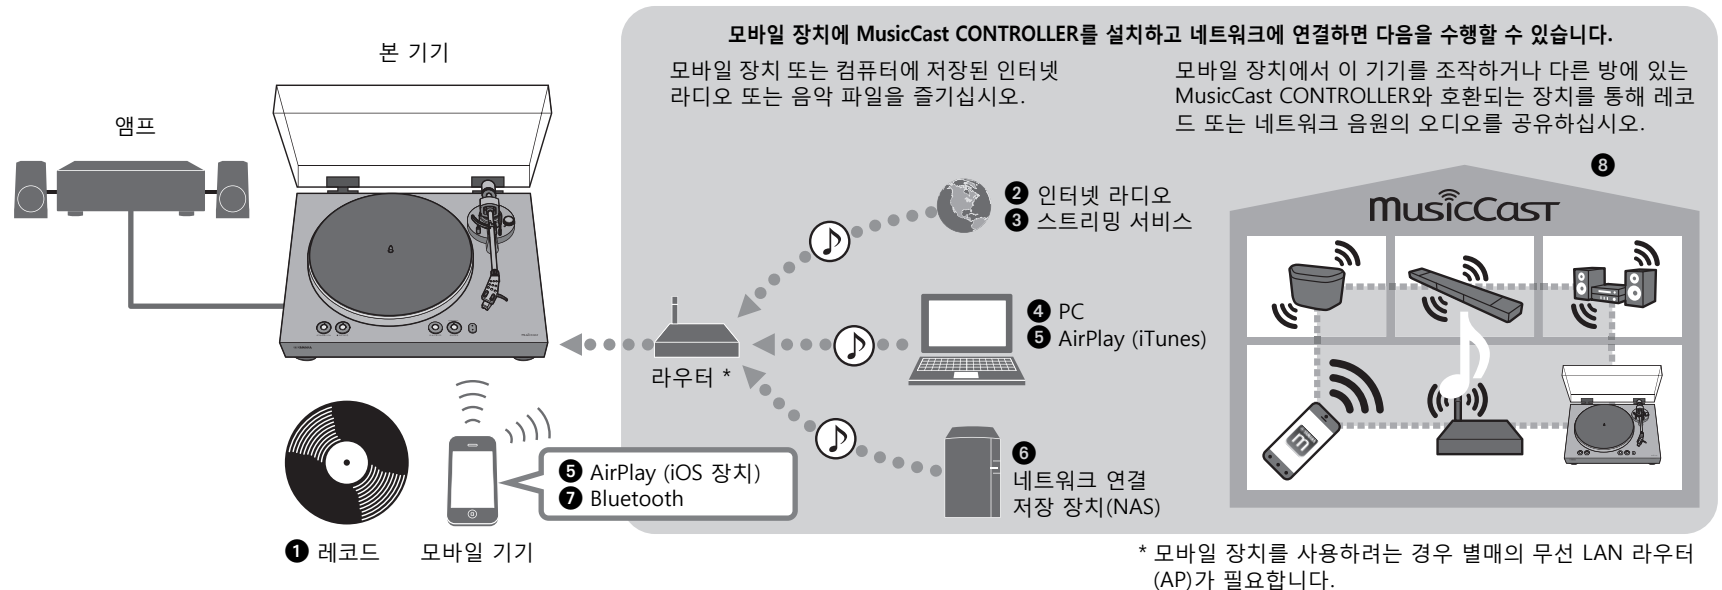 모바일 장치에 MusicCast CONTROLLER를 설치하고 네트워크에 연결하면 다음을 수행할 수 있습니다.
본 기기
모바일 장치 또는 컴퓨터에 저장된 인터넷
라디오 또는 음악 파일을 즐기십시오.
모바일 장치에서 이 기기를 조작하거나 다른 방에 있는
MusicCast CONTROLLER와 호환되는 장치를 통해 레코
드 또는 네트워크 음원의 오디오를 공유하십시오.
앰프
❽
MusicCast
❷ 인터넷 라디오
❸ 스트리밍 서비스
❹ PC
❺ AirPlay (iTunes)
라우터 *
❻
네트워크 연결
저장 장치(NAS)
❺ AirPlay (iOS 장치)
❼ Bluetooth
❶ 레코드
모바일 기기
* 모바일 장치를 사용하려는 경우 별매의 무선 LAN 라우터
(AP)가 필요합니다.